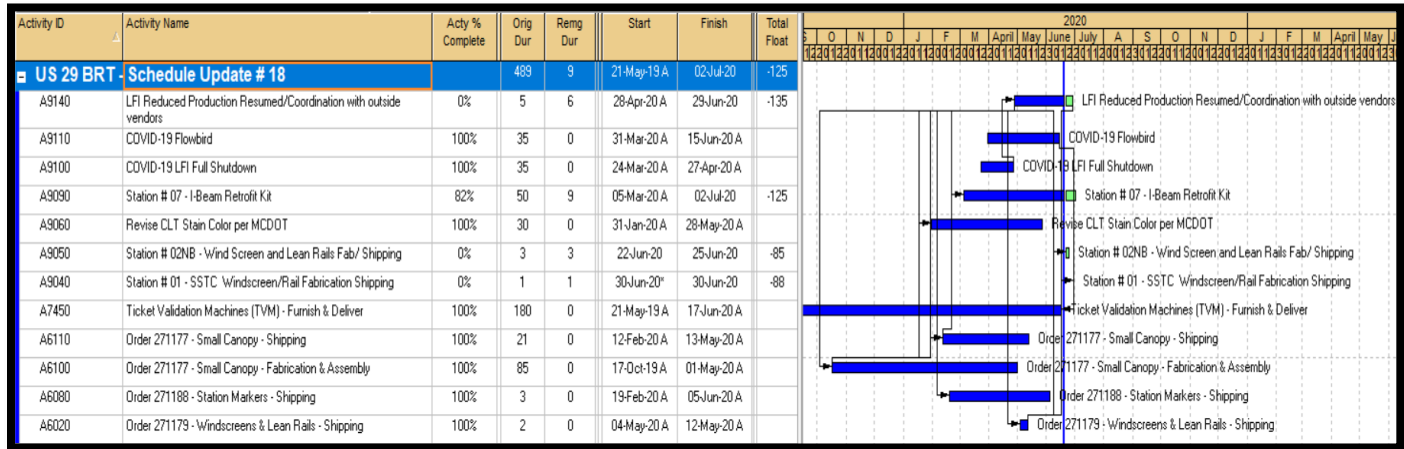 Activity ID Activity Name Acty % Complete Orig Dur Remg Dur Start Finish Total Float
2020
S O N D J F M April May June July A S O N D J F M April May J
US 29 BRT - Schedule Update # 18 489 9 21-May-19 A 02-Jul-20 -125
A9140 LFI Reduced Production Resumed/Coordination with outside vendors 0% 5 6 28-Apr-20 A 29-Jun-20 -135 LFI Reduced Production Resumed/Coordination with outside vendors
A9110 COVID-19 Flowbird 100% 35 0 31-Mar-20 A 15-Jun-20 A COVID-19 Flowbird
A9100 COVID-19 LFI Full Shutdown 100% 35 0 24-Mar-20 A 27-Apr-20 A COVID-19 LFI Full Shutdown
A9090 Station # 07 - I-Beam Retrofit Kit 82% 50 9 05-Mar-20 A 02-Jul-20 -125 Station # 07 - I-Beam Retrofit Kit
A9060 Revise CLT Stain Color per MCDOT 100% 30 0 31-Jan-20 A 28-May-20 A Revise CLT Stain Color per MCDOT
A9050 Station # 02NB - Wind Screen and Lean Rails Fab/ Shipping 0% 3 3 22-Jun-20 25-Jun-20 -85 Station # 02NB - Wind Screen and Lean Rails Fab/ Shipping
A9040 Station # 01 - SSTC Windscreen/Rail Fabrication Shipping 0% 1 1 30-Jun-20* 30-Jun-20 -88 Station # 01 - SSTC Windscreen/Rail Fabrication Shipping
A7450 Ticket Validation Machines (TVM) - Furnish & Deliver 100% 180 0 21-May-19 A 17-Jun-20 A Ticket Validation Machines (TVM) - Furnish & Deliver
A6110 Order 271177 - Small Canopy - Shipping 100% 21 0 12-Feb-20 A 13-May-20 A Order 271177 - Small Canopy - Shipping
A6100 Order 271177 - Small Canopy - Fabrication & Assembly 100% 85 0 17-Oct-19 A 01-May-20 A Order 271177 - Small Canopy - Fabrication & Assembly
A6080 Order 271188 - Station Markers - Shipping 100% 3 0 19-Feb-20 A 05-Jun-20 A Order 271188 - Station Markers - Shipping
A6020 Order 271179 - Windscreens & Lean Rails - Shipping 100% 2 0 04-May-20 A 12-May-20 A Order 271179 - Windscreens & Lean Rails - Shipping